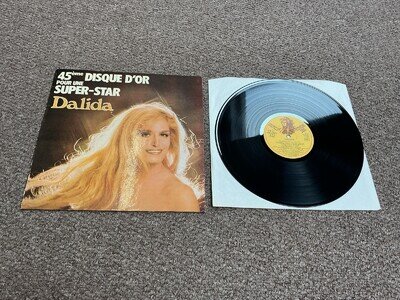 45ème DISQUE D'OR
POUR UNE
SUPER-STAR
Dalida